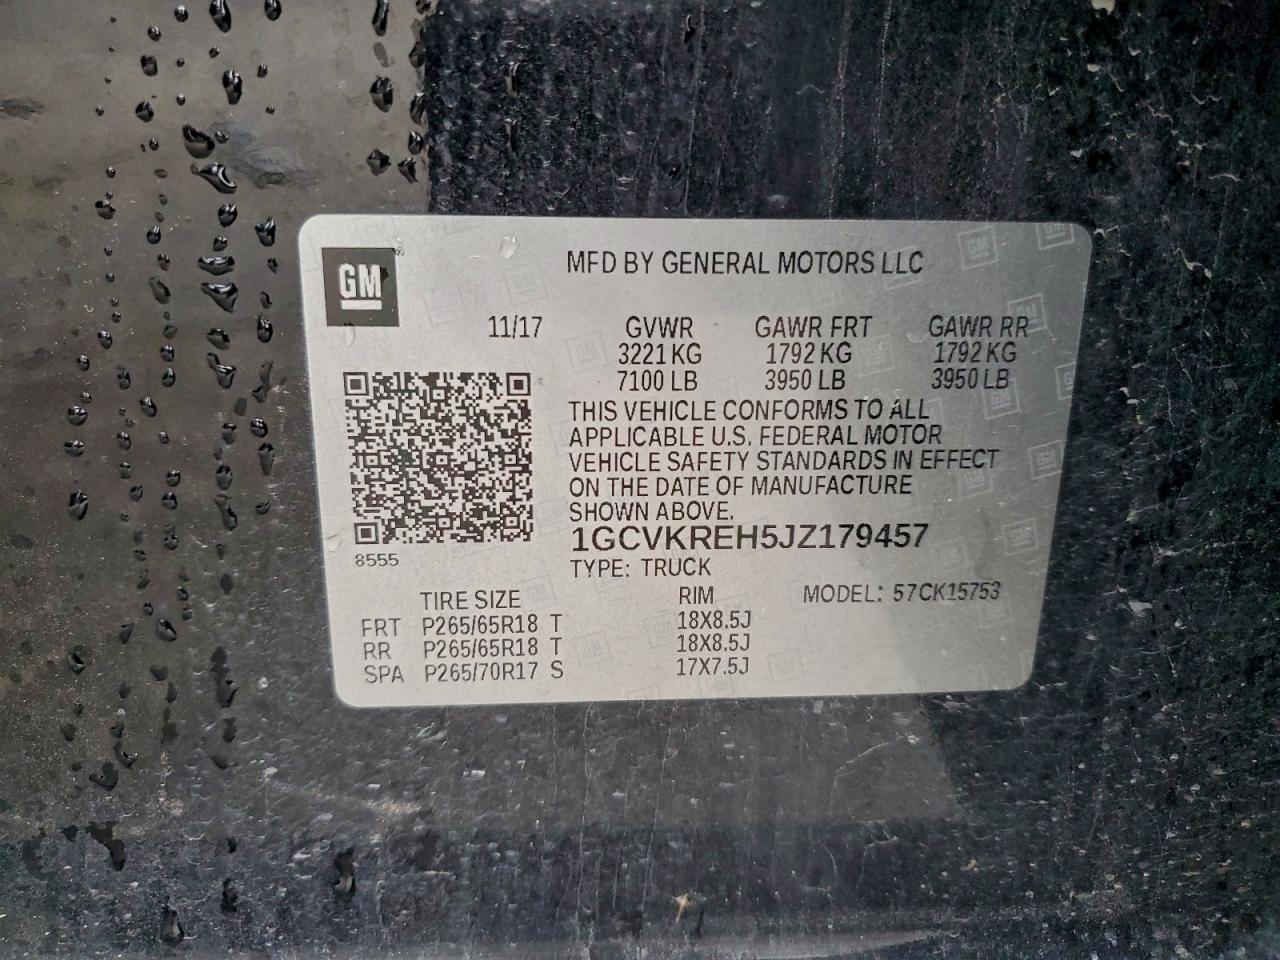 GM
MFD BY GENERAL MOTORS LLC
11/17 GVWR GAWR FRT GAWR RR
3221 KG 1792 KG 1792 KG
7100 LB 3950 LB 3950 LB
THIS VEHICLE CONFORMS TO ALL
APPLICABLE U.S. FEDERAL MOTOR
VEHICLE SAFETY STANDARDS IN EFFECT
ON THE DATE OF MANUFACTURE
SHOWN ABOVE.
1GCVKREH5JZ179457
8555
TYPE: TRUCK
TIRE SIZE RIM MODEL: 57CK15753
FRT P265/65R18 T 18X8.5J
RR P265/65R18 T 18X8.5J
SPA P265/70R17 S 17X7.5J